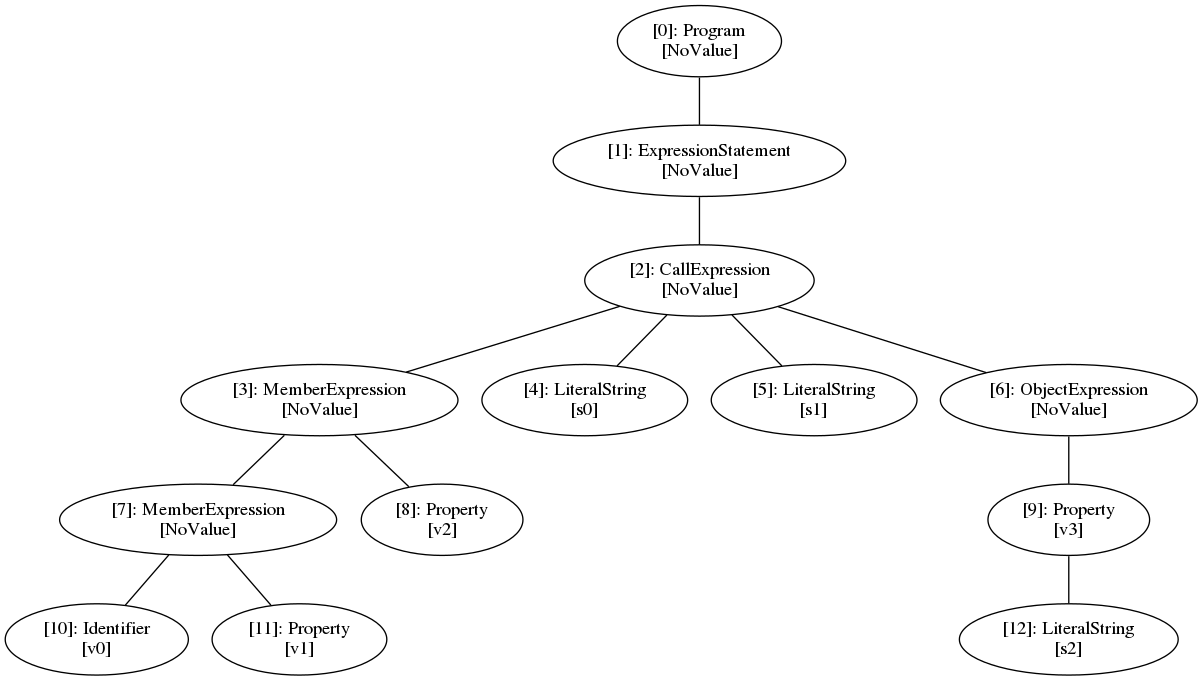 [0]: Program
[NoValue]
[1]: ExpressionStatement
[NoValue]
[2]: CallExpression
[NoValue]
[3]: MemberExpression
[NoValue]
[4]: LiteralString
[s0]
[5]: LiteralString
[s1]
[6]: ObjectExpression
[NoValue]
[7]: MemberExpression
[NoValue]
[8]: Property
[v2]
[9]: Property
[v3]
[10]: Identifier
[v0]
[11]: Property
[v1]
[12]: LiteralString
[s2]